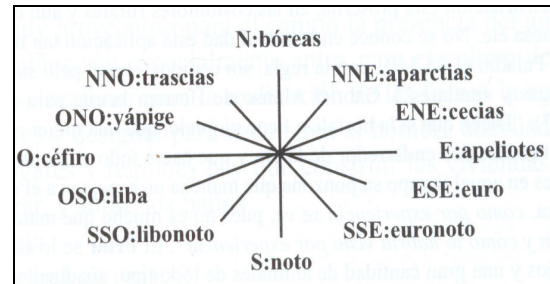 N:bóreas
NNO:trascias NNE:aparctias
ONO:yápige ENE:cecias
O:céfiro E:apeliotes
OSO:liba ESE:euro
SSO:libonoto SSE:euronoto
S:noto